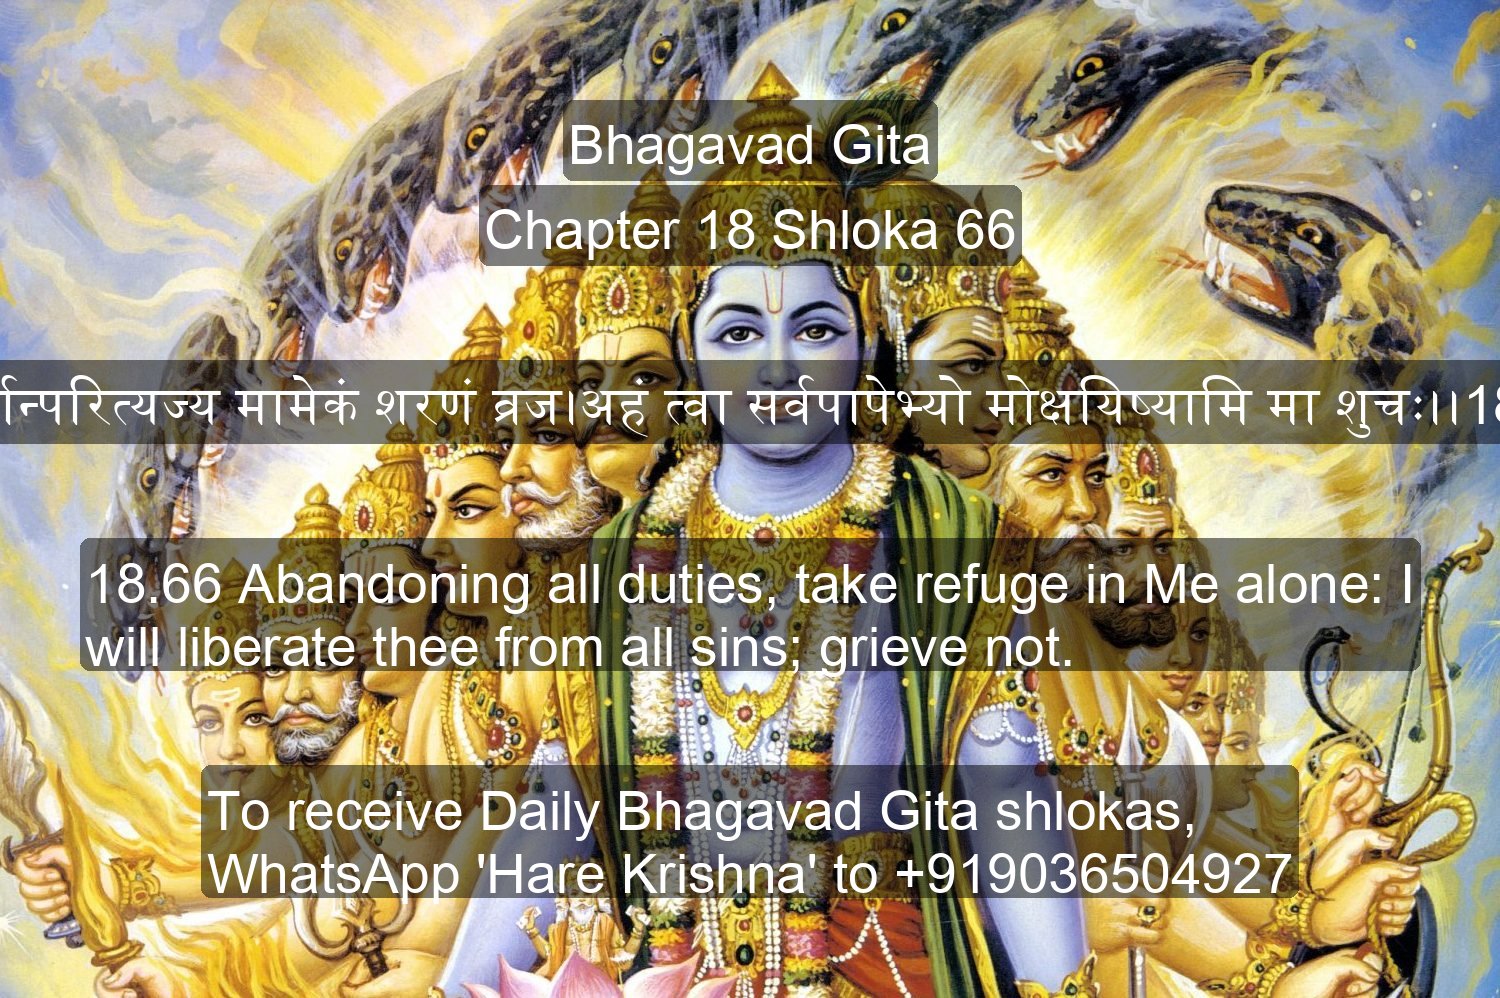 Bhagavad Gita
Chapter 18 Shloka 66
परित्यज्य मामेकं शरणं व्रज।अहं त्वा सर्वपापेभ्यो मोक्षयिष्यामि मा शुचः।।18
18.66 Abandoning all duties, take refuge in Me alone: I
will liberate thee from all sins; grieve not.
To receive Daily Bhagavad Gita shlokas,
WhatsApp 'Hare Krishna' to +919036504927